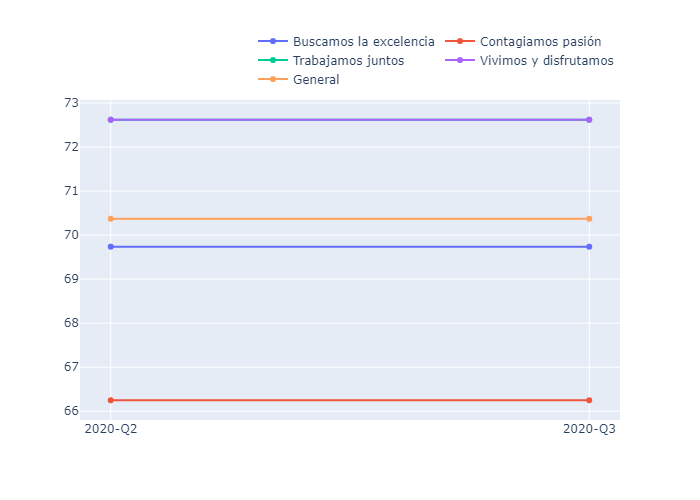 Buscamos la excelencia Contagiamos pasión
Trabajamos juntos Vivimos y disfrutamos
General
73
72
71
70
69
68
67
66
2020-Q2 2020-Q3